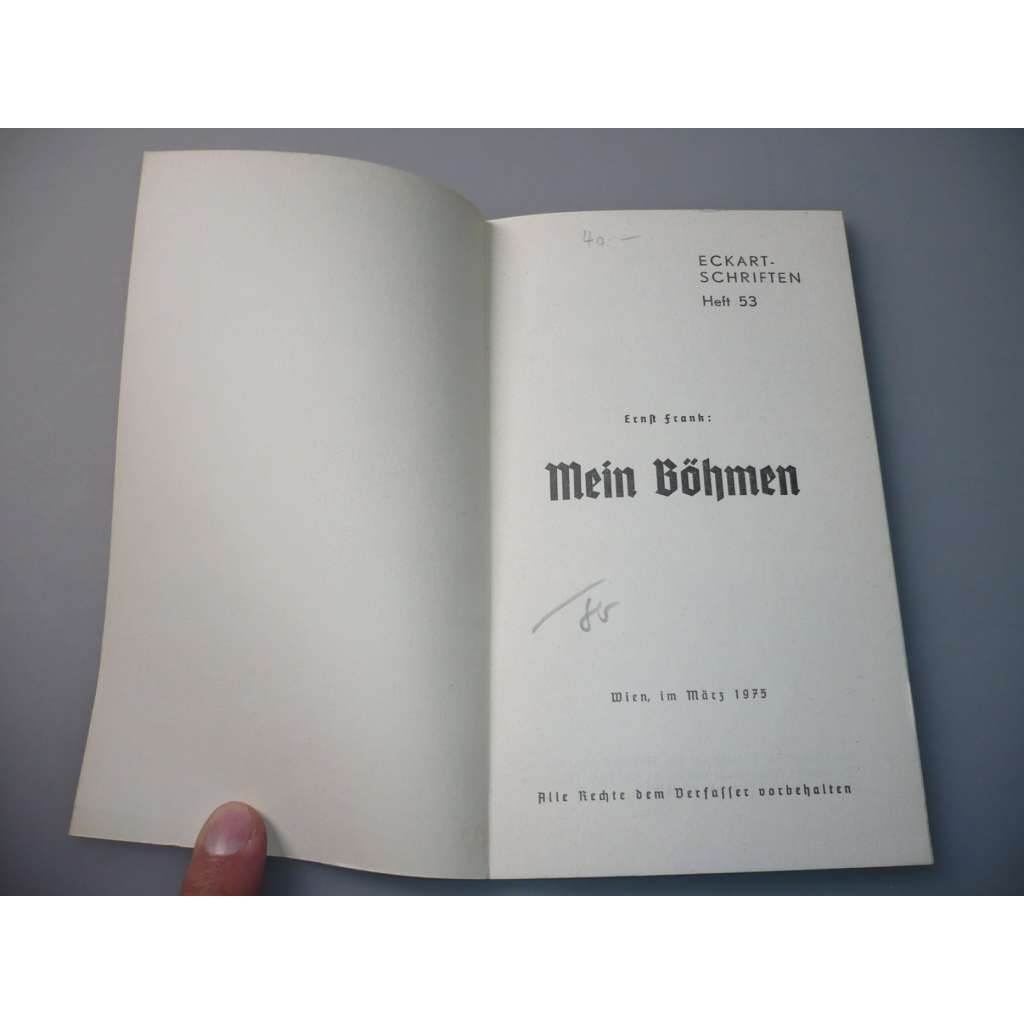 40.–
ECKART-
SCHRIFTEN
Heft 53
Ernst Frank:
Mein Böhmen
Wien, im März 1975
Alle Rechte dem Verfasser vorbehalten